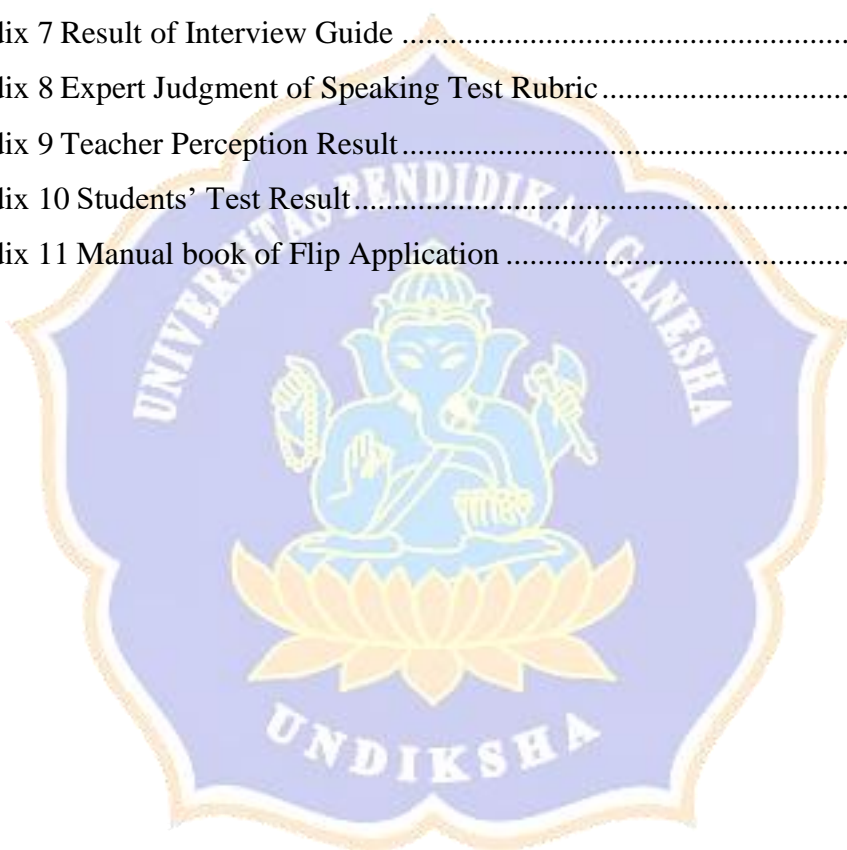 dix 7 Result of Interview Guide ........................................................
dix 8 Expert Judgment of Speaking Test Rubric ...............................
dix 9 Teacher Perception Result ........................................................
dix 10 Students’ Test Result ..............................................................
dix 11 Manual book of Flip Application ...........................................
UNIVERSITAS PENDIDIKAN GANESHA
UNDIKSHA